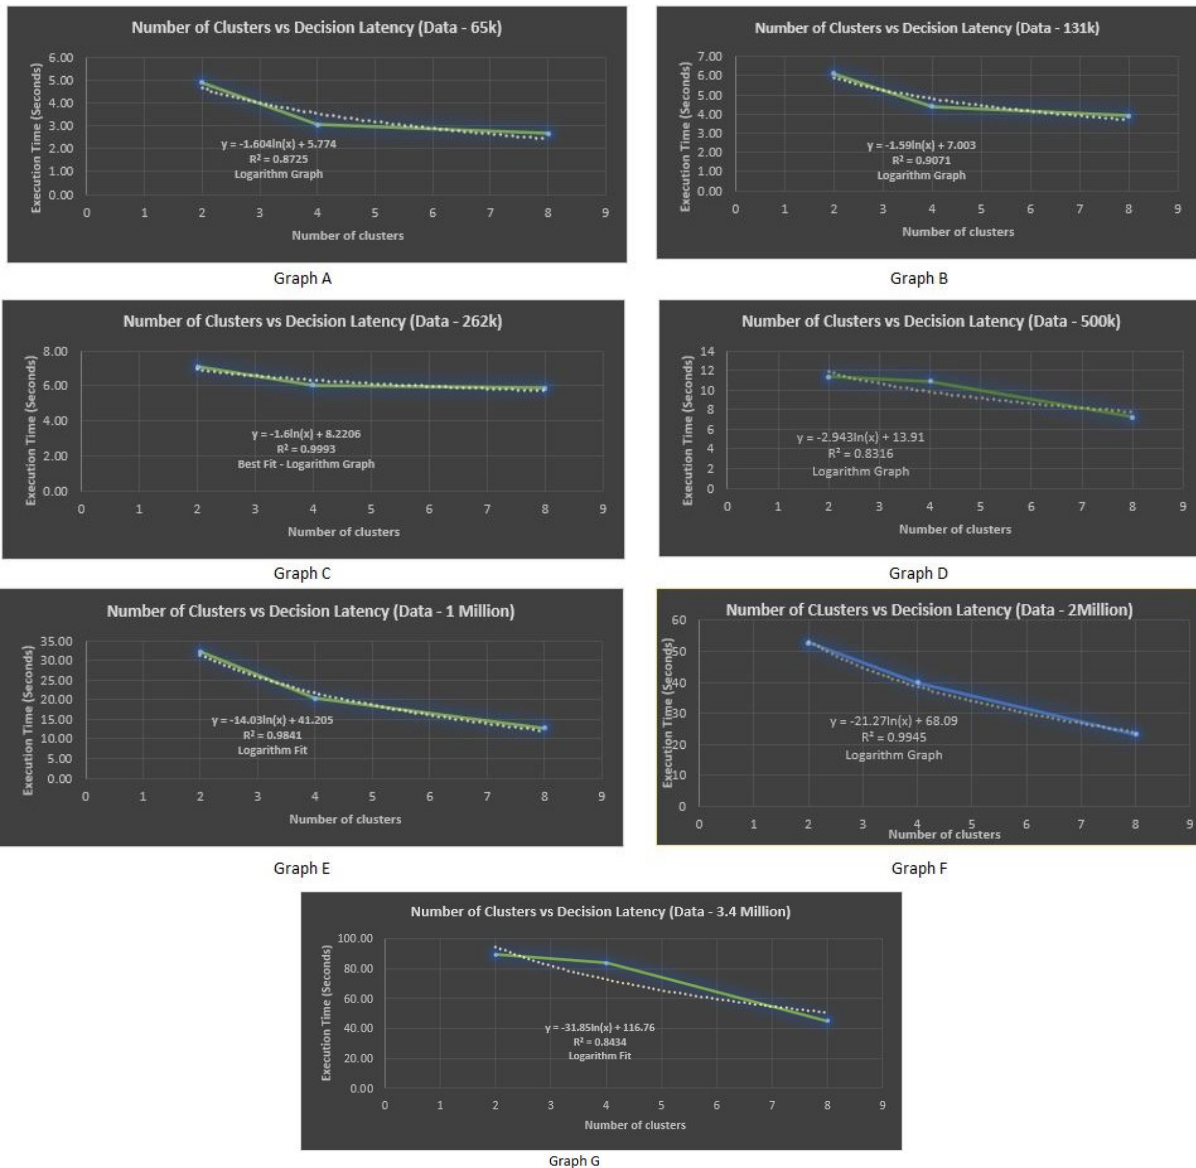 Number of Clusters vs Decision Latency (Data - 65k)
Execution Time (Seconds)
6.00
5.00
4.00
3.00
2.00
1.00
0.00
y = -1.604ln(x) + 5.774
R² = 0.8725
Logarithm Graph
0 1 2 3 4 5 6 7 8 9
Number of clusters
Graph A
Number of Clusters vs Decision Latency (Data - 131k)
Execution Time (Seconds)
7.00
6.00
5.00
4.00
3.00
2.00
1.00
0.00
y = -1.59ln(x) + 7.003
R² = 0.9071
Logarithm Graph
0 1 2 3 4 5 6 7 8 9
Number of clusters
Graph B
Number of Clusters vs Decision Latency (Data - 262k)
Execution Time (Seconds)
8.00
6.00
4.00
2.00
0.00
y = -1.6ln(x) + 8.2206
R² = 0.9993
Best Fit - Logarithm Graph
0 1 2 3 4 5 6 7 8 9
Number of clusters
Graph C
Number of Clusters vs Decision Latency (Data - 500k)
Execution Time (Seconds)
14
12
10
8
6
4
2
0
y = -2.943ln(x) + 13.91
R² = 0.8316
Logarithm Graph
0 1 2 3 4 5 6 7 8 9
Number of clusters
Graph D
Number of Clusters vs Decision Latency (Data - 1 Million)
Execution Time (Seconds)
35.00
30.00
25.00
20.00
15.00
10.00
5.00
0.00
y = -14.03ln(x) + 41.205
R² = 0.9841
Logarithm Fit
0 1 2 3 4 5 6 7 8 9
Number of clusters
Graph E
Number of CLusters vs Decision Latency (Data - 2Million)
Execution Time (Seconds)
60
50
40
30
20
10
0
y = -21.27ln(x) + 68.09
R² = 0.9945
Logarithm Graph
0 1 2 3 4 5 6 7 8 9
Number of clusters
Graph F
Number of Clusters vs Decision Latency (Data - 3.4 Million)
Execution Time (Seconds)
100.00
80.00
60.00
40.00
20.00
0.00
y = -31.85ln(x) + 116.76
R² = 0.8434
Logarithm Fit
0 1 2 3 4 5 6 7 8 9
Number of clusters
Graph G